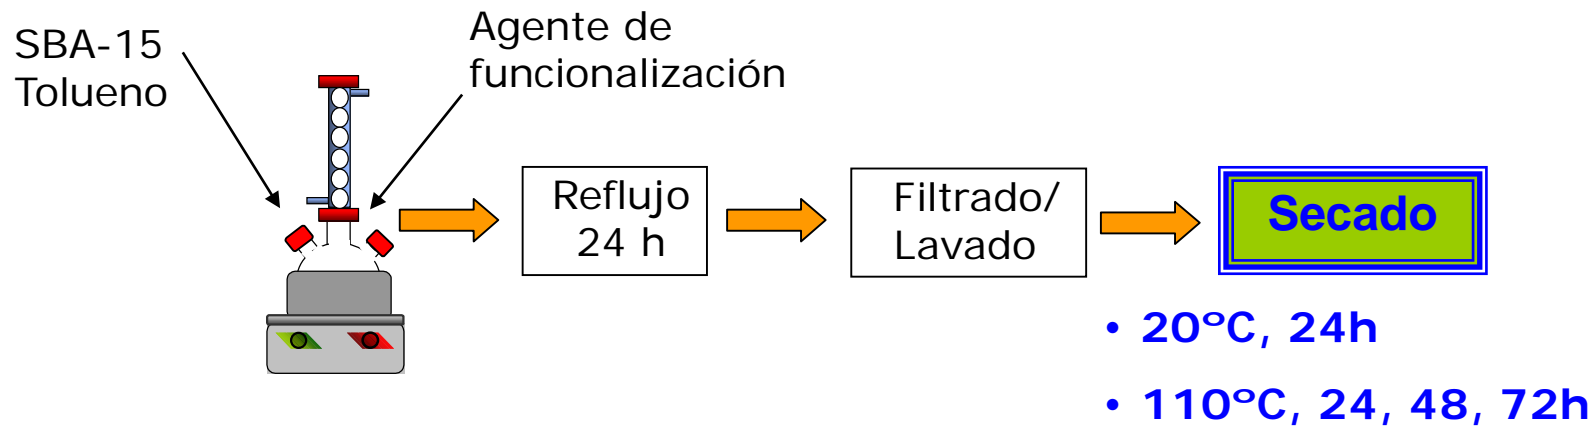 SBA-15
Tolueno
Agente de
funcionalización
Reflujo
24 h
Filtrado/
Lavado
Secado
• 20ºC, 24h
• 110ºC, 24, 48, 72h